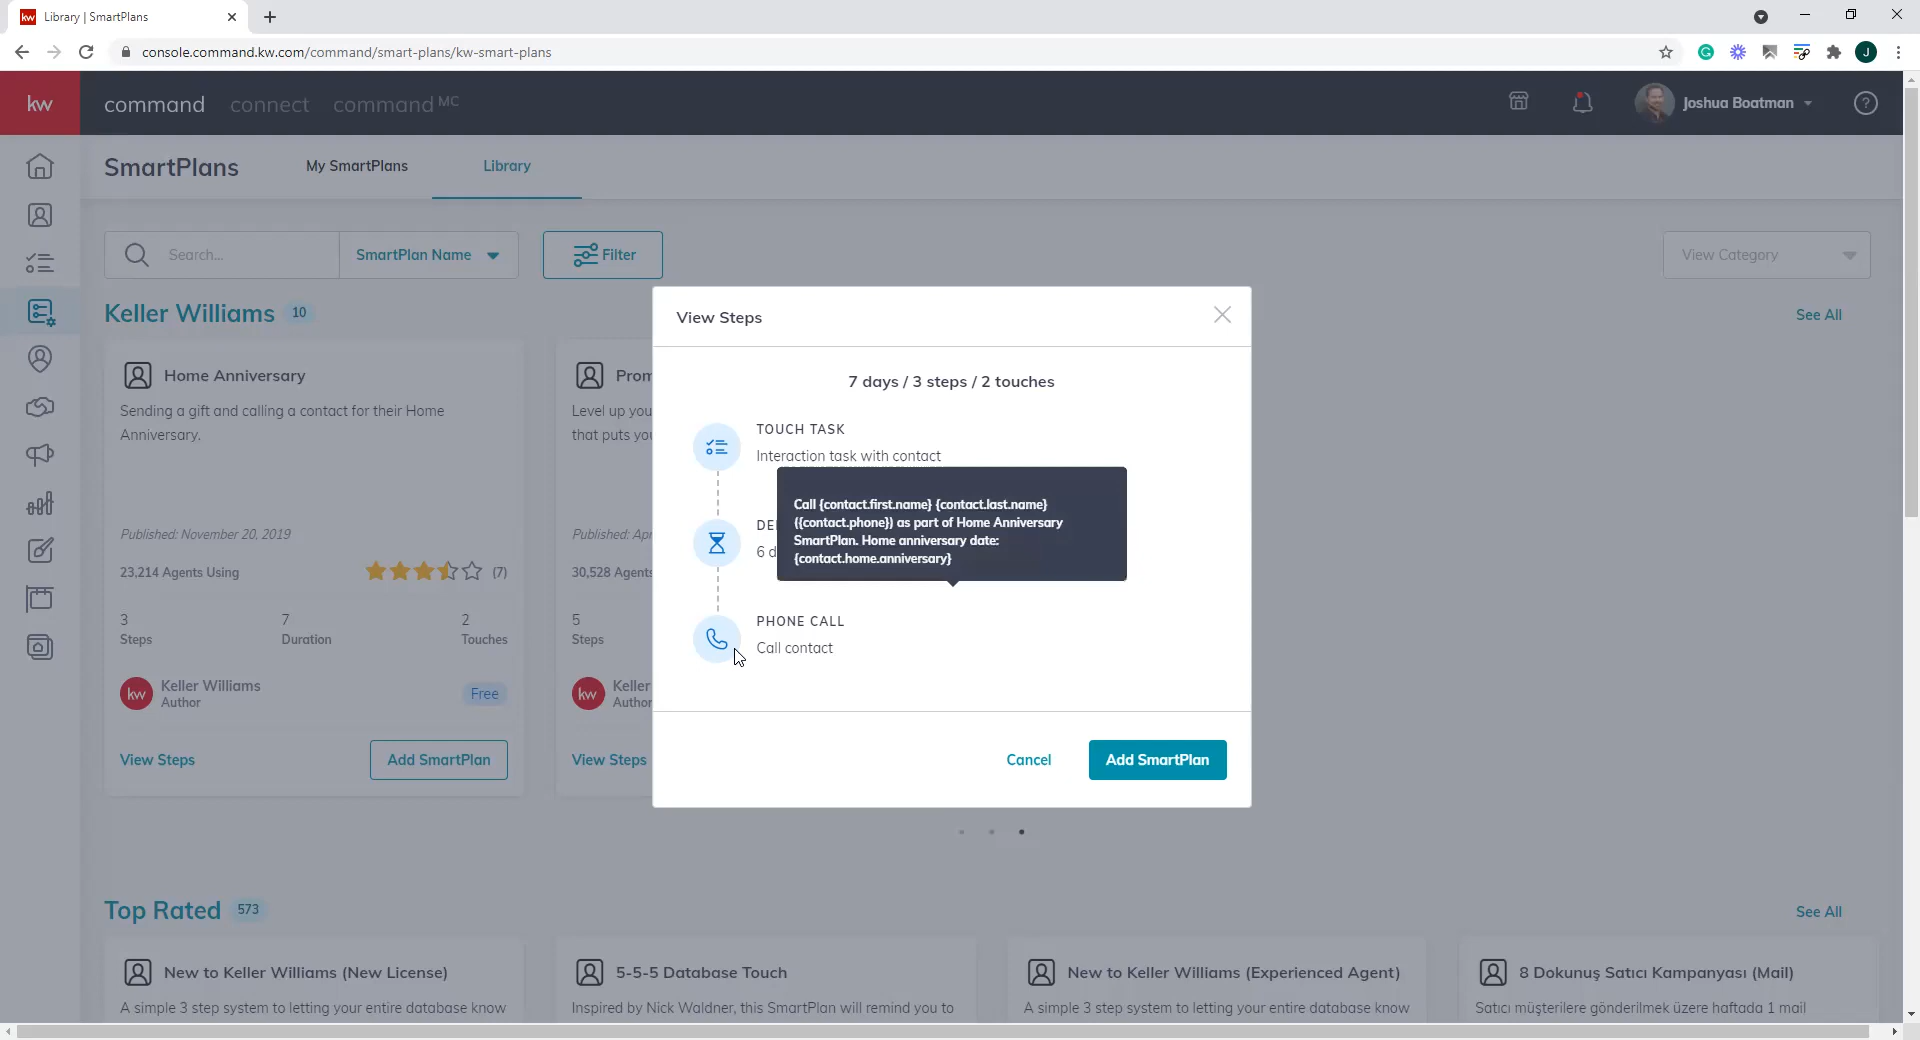 kw Library | SmartPlans
console.command.kw.com/command/smart-plans/kw-smart-plans
J
kw command connect command MC
Joshua Boatman
SmartPlans My SmartPlans Library
Search... SmartPlan Name Filter View Category
Keller Williams 10 See All
Home Anniversary
Sending a gift and calling a contact for their Home
Anniversary.
Published: November 20, 2019
23,214 Agents Using (7)
3 7 2
Steps Duration Touches
kw Keller Williams
Author
Free
View Steps Add SmartPlan
Prom
Level up you
that puts you
Published: Apr
30,528 Agents
5
Steps
kw Keller
Author
View Steps
View Steps
7 days / 3 steps / 2 touches
TOUCH TASK
Interaction task with contact
Call {contact.first.name} {contact.last.name}
({contact.phone}) as part of Home Anniversary
SmartPlan. Home anniversary date:
{contact.home.anniversary}
DE
6 d
PHONE CALL
Call contact
Cancel Add SmartPlan
Top Rated 573 See All
New to Keller Williams (New License)
A simple 3 step system to letting your entire database know
5-5-5 Database Touch
Inspired by Nick Waldner, this SmartPlan will remind you to
New to Keller Williams (Experienced Agent)
A simple 3 step system to letting your entire database know
8 Dokunuş Satıcı Kampanyası (Mail)
Satıcı müşterilere gönderilmek üzere haftada 1 mail